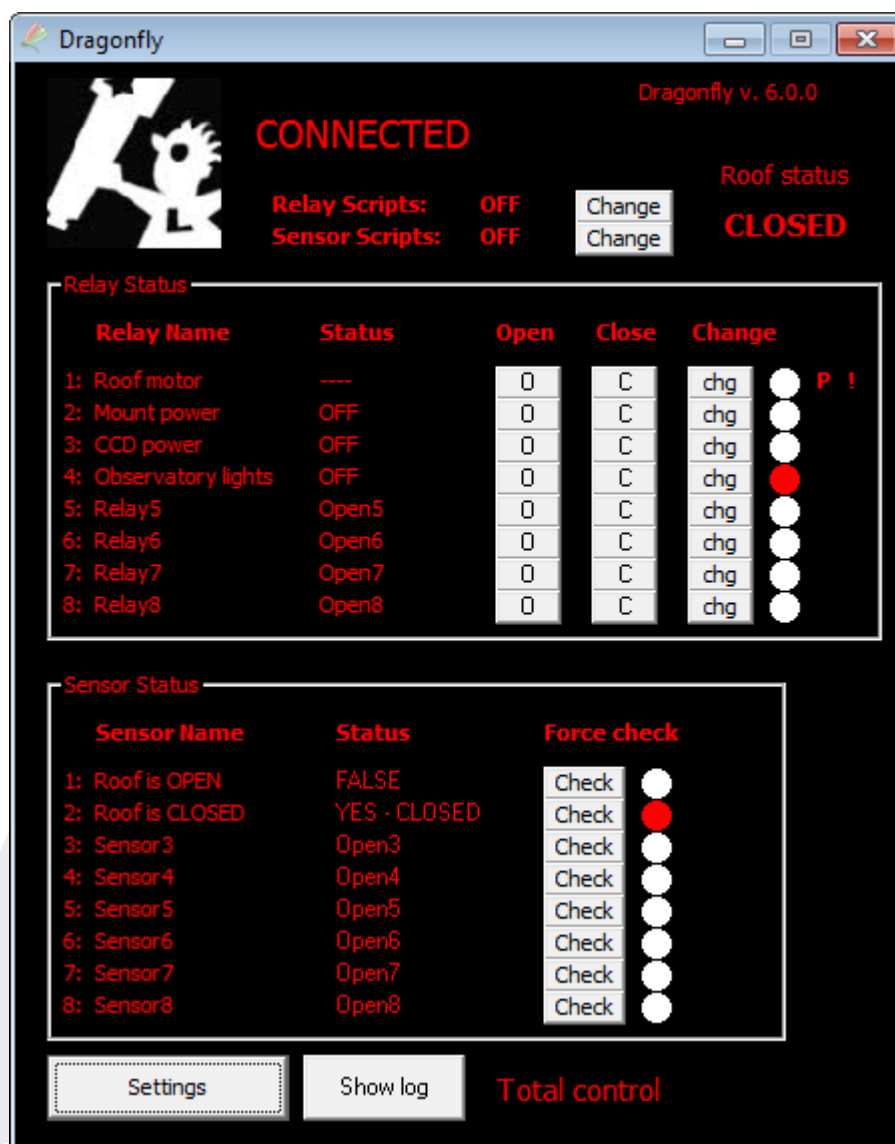 Dragonfly
Dragonfly v. 6.0.0
CONNECTED
Roof status
Relay Scripts: OFF Change
CLOSED
Sensor Scripts: OFF Change
L
Relay Status
Relay Name Status Open Close Change
1: Roof motor ---- O C chg P !
2: Mount power OFF O C chg
3: CCD power OFF O C chg
4: Observatory lights OFF O C chg
5: Relay5 Open5 O C chg
6: Relay6 Open6 O C chg
7: Relay7 Open7 O C chg
8: Relay8 Open8 O C chg
Sensor Status
Sensor Name Status Force check
1: Roof is OPEN FALSE Check
2: Roof is CLOSED YES - CLOSED Check
3: Sensor3 Open3 Check
4: Sensor4 Open4 Check
5: Sensor5 Open5 Check
6: Sensor6 Open6 Check
7: Sensor7 Open7 Check
8: Sensor8 Open8 Check
Settings Show log Total control